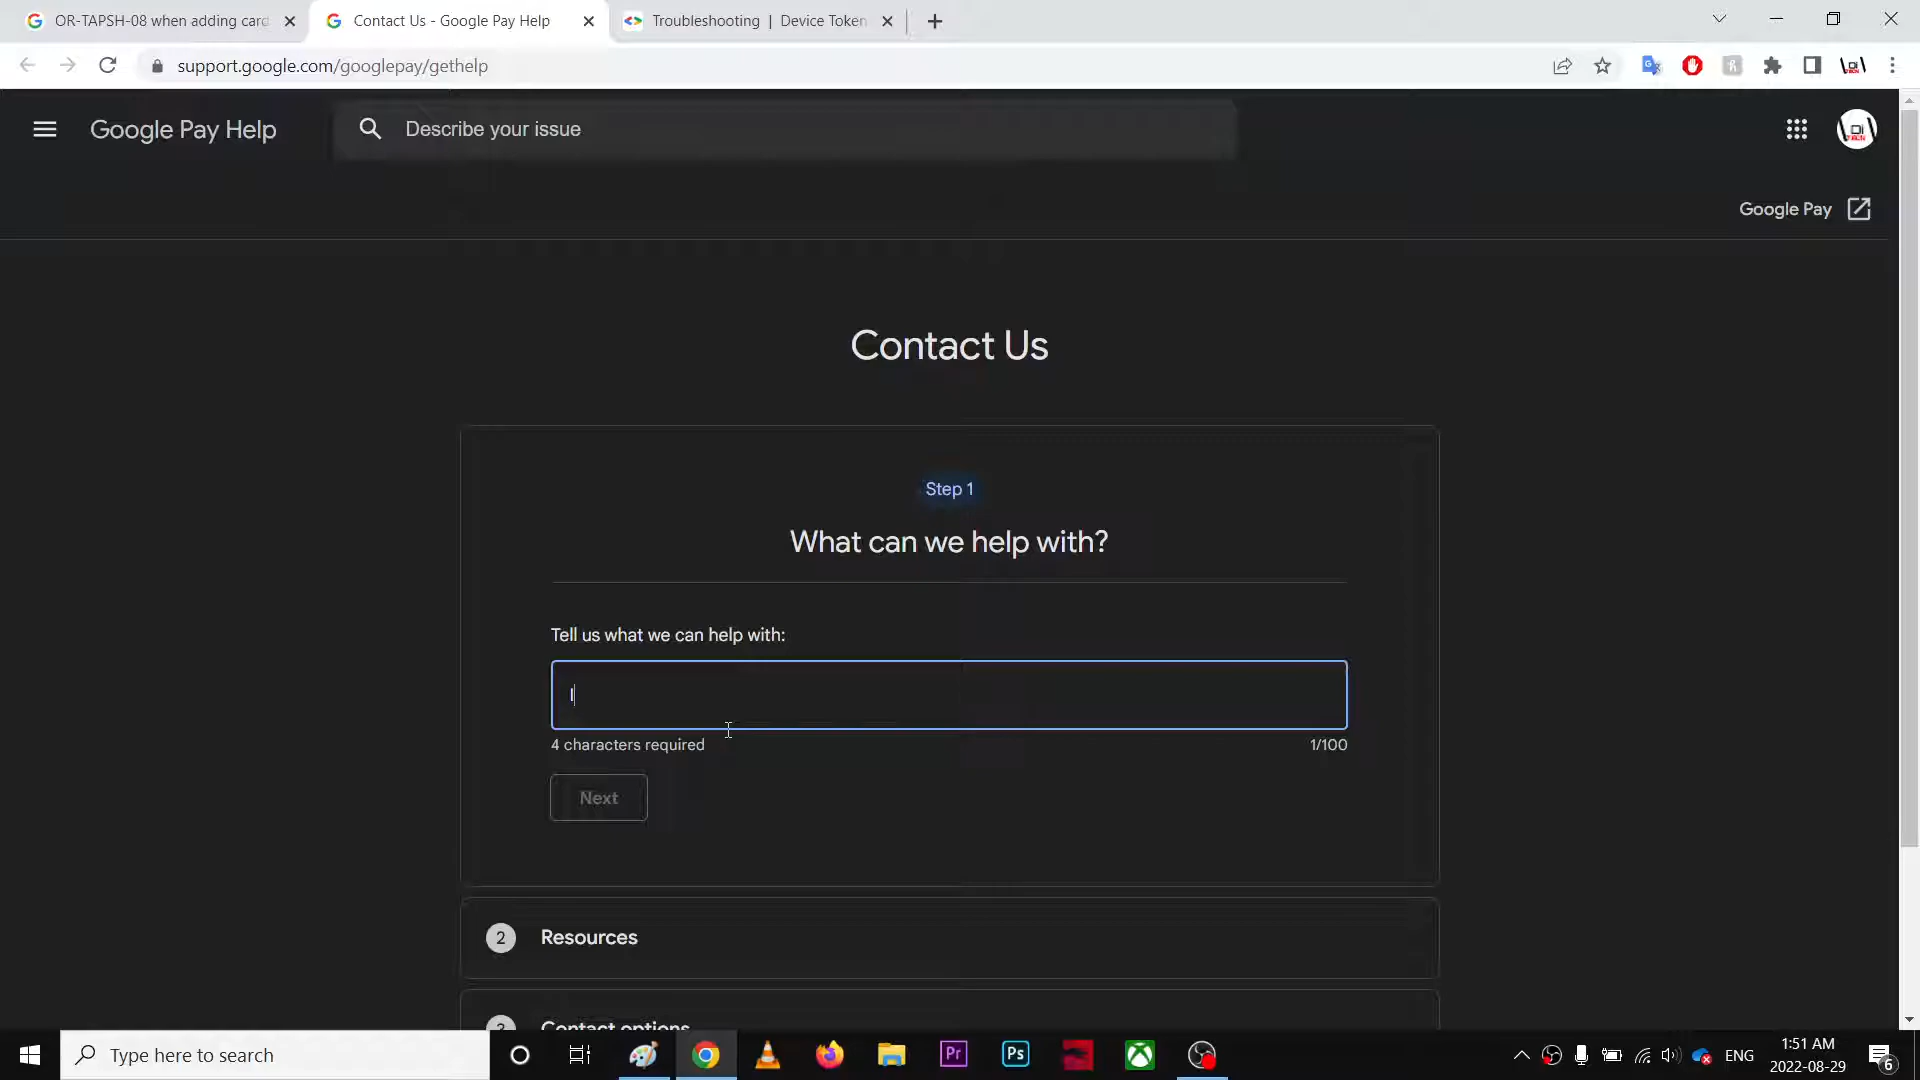 OR-TAPSH-08 when adding card
Contact Us - Google Pay Help
Troubleshooting | Device Token
support.google.com/googlepay/gethelp
Google Pay Help
Describe your issue
Google Pay
Contact Us
Step 1
What can we help with?
Tell us what we can help with:
I
4 characters required
1/100
Next
2
Resources
Contact options
Type here to search
Pr
Ps
ENG
1:51 AM
2022-08-29
6